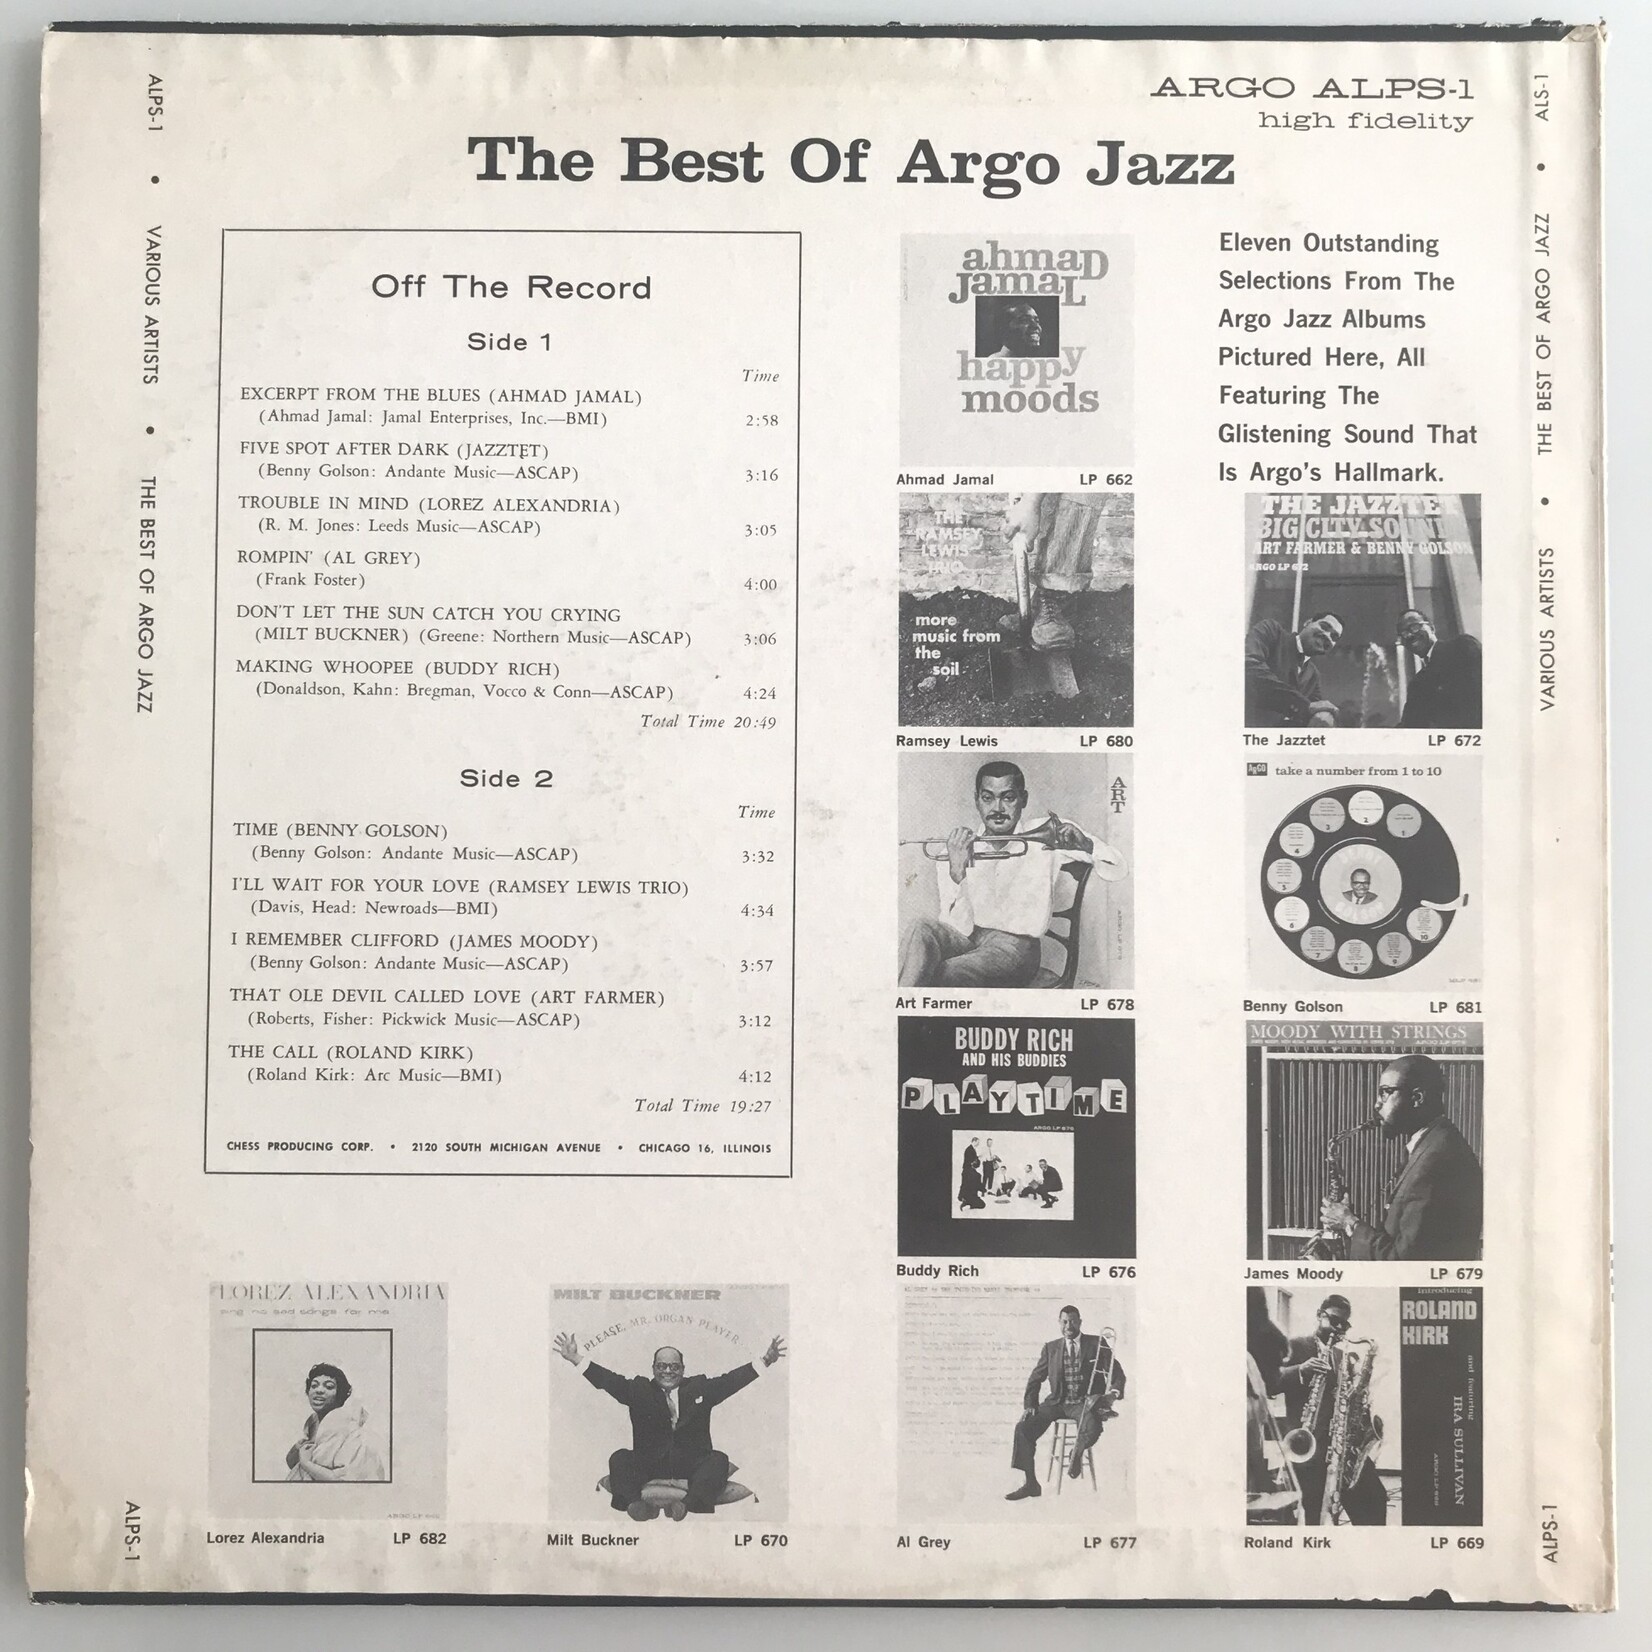 ARGO ALPS-1
high fidelity
The Best Of Argo Jazz
ALPS-1 • VARIOUS ARTISTS • THE BEST OF ARGO JAZZ
ALPS-1
Off The Record
Side 1
Time
EXCERPT FROM THE BLUES (AHMAD JAMAL)
(Ahmad Jamal: Jamal Enterprises, Inc.—BMI) 2:58
FIVE SPOT AFTER DARK (JAZZTET)
(Benny Golson: Andante Music—ASCAP) 3:16
TROUBLE IN MIND (LOREZ ALEXANDRIA)
(R. M. Jones: Leeds Music—ASCAP) 3:05
ROMPIN' (AL GREY)
(Frank Foster) 4:00
DON'T LET THE SUN CATCH YOU CRYING
(MILT BUCKNER) (Greene: Northern Music—ASCAP) 3:06
MAKING WHOOPEE (BUDDY RICH)
(Donaldson, Kahn: Bregman, Vocco & Conn—ASCAP) 4:24
Total Time 20:49
Side 2
Time
TIME (BENNY GOLSON)
(Benny Golson: Andante Music—ASCAP) 3:32
I'LL WAIT FOR YOUR LOVE (RAMSEY LEWIS TRIO)
(Davis, Head: Newroads—BMI) 4:34
I REMEMBER CLIFFORD (JAMES MOODY)
(Benny Golson: Andante Music—ASCAP) 3:57
THAT OLE DEVIL CALLED LOVE (ART FARMER)
(Roberts, Fisher: Pickwick Music—ASCAP) 3:12
THE CALL (ROLAND KIRK)
(Roland Kirk: Arc Music—BMI) 4:12
Total Time 19:27
CHESS PRODUCING CORP. • 2120 SOUTH MICHIGAN AVENUE • CHICAGO 16, ILLINOIS
ahmaD
JamaL
happy
moods
Ahmad Jamal LP 662
Eleven Outstanding
Selections From The
Argo Jazz Albums
Pictured Here, All
Featuring The
Glistening Sound That
Is Argo's Hallmark.
THE
RAMSEY
LEWIS
TRIO
more
music from
the
soil
Ramsey Lewis LP 680
THE JAZZTET
BIG CITY SOUNDS
ART FARMER & BENNY GOLSON
ARGO LP 672
The Jazztet LP 672
ART
Art Farmer LP 678
ARGO take a number from 1 to 10
1
2
3
4
5
6
7
8
9
10
Benny Golson LP 681
BUDDY RICH
AND HIS BUDDIES
PLAYTIME
ARGO LP 676
Buddy Rich LP 676
MOODY WITH STRINGS
James Moody LP 679
LOREZ ALEXANDRIA
sing no sad songs for me
Lorez Alexandria LP 682
MILT BUCKNER
PLEASE, MR. ORGAN PLAYER
Milt Buckner LP 670
Al Grey LP 677
introducing
ROLAND
KIRK
and featuring
IRA SULLIVAN
Roland Kirk LP 669
ALS-1 • THE BEST OF ARGO JAZZ • VARIOUS ARTISTS
ALPS-1